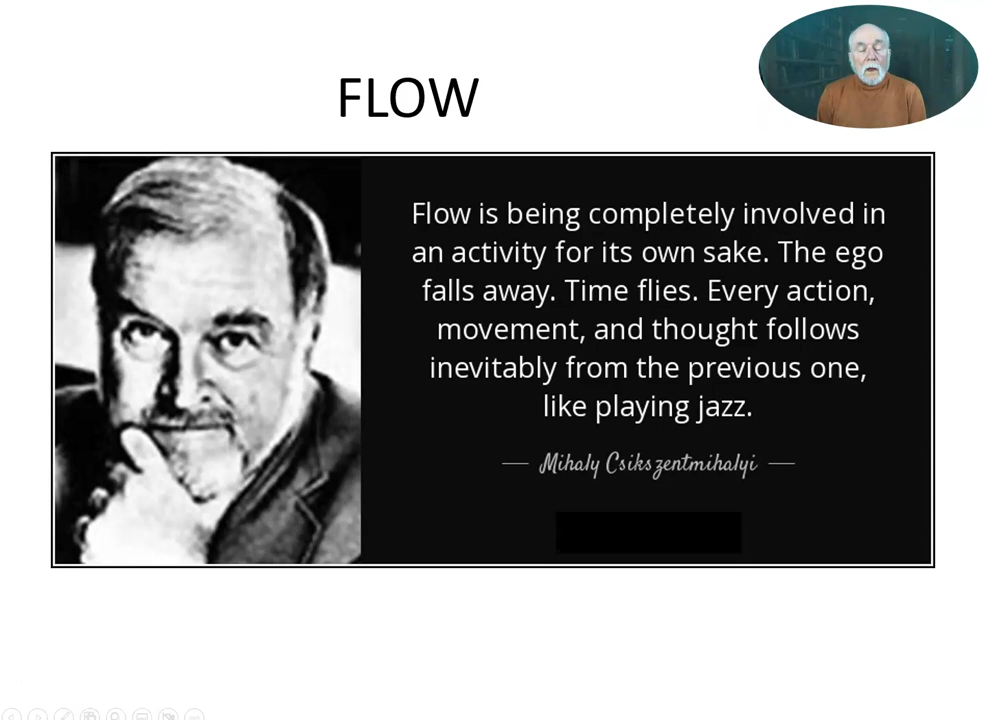 FLOW
Flow is being completely involved in
an activity for its own sake. The ego
falls away. Time flies. Every action,
movement, and thought follows
inevitably from the previous one,
like playing jazz.
Mihaly Csikszentmihalyi